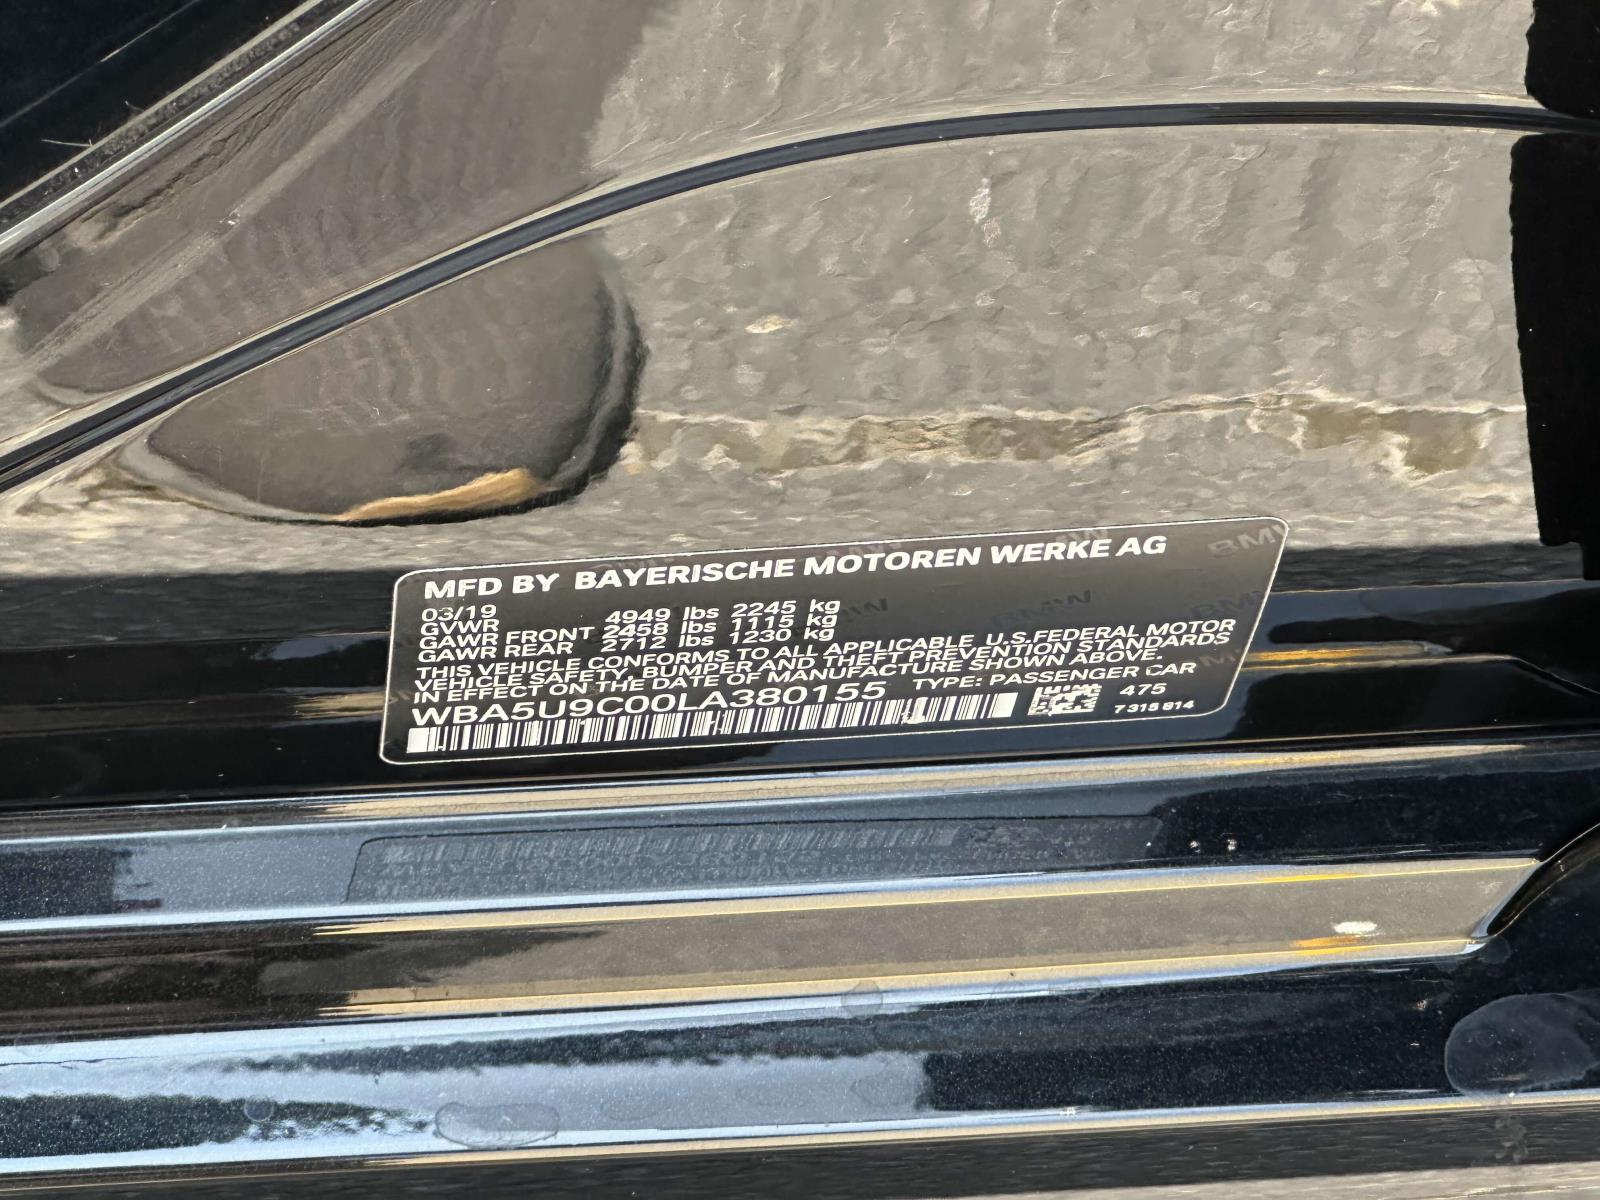 MFD BY BAYERISCHE MOTOREN WERKE AG
03/19
GVWR 4949 lbs 2245 kg
GAWR FRONT 2458 lbs 1115 kg
GAWR REAR 2712 lbs 1230 kg
THIS VEHICLE CONFORMS TO ALL APPLICABLE U.S.FEDERAL MOTOR
VEHICLE SAFETY, BUMPER AND THEFT PREVENTION STANDARDS
IN EFFECT ON THE DATE OF MANUFACTURE SHOWN ABOVE.
WBA5U9C00LA380155 TYPE: PASSENGER CAR
475
7 315 814